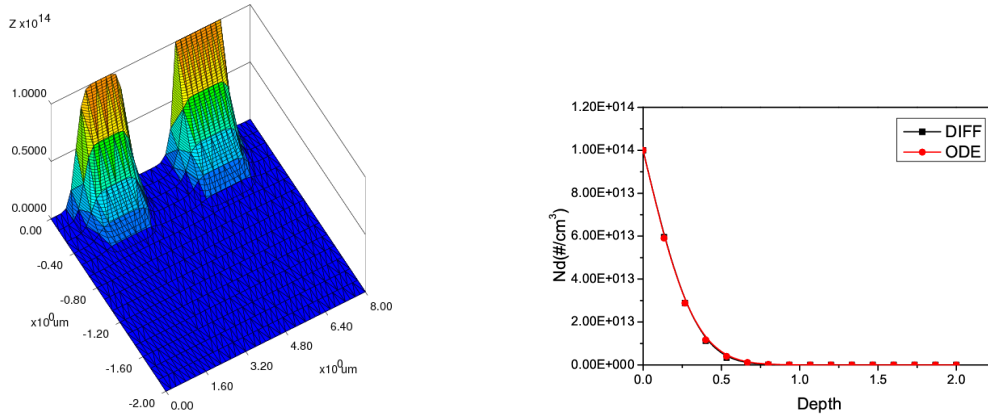 Z x10^14
1.0000
0.5000
0.0000
0.00
-0.40
-0.80
x10^0 um
-1.20
-1.60
-2.00
0.00
1.60
3.20
4.80
x10^0 um
6.40
8.00
1.20E+014
1.00E+014
8.00E+013
6.00E+013
4.00E+013
2.00E+013
0.00E+000
Nd(#/cm^3)
DIFF
ODE
0.0 0.5 1.0 1.5 2.0
Depth